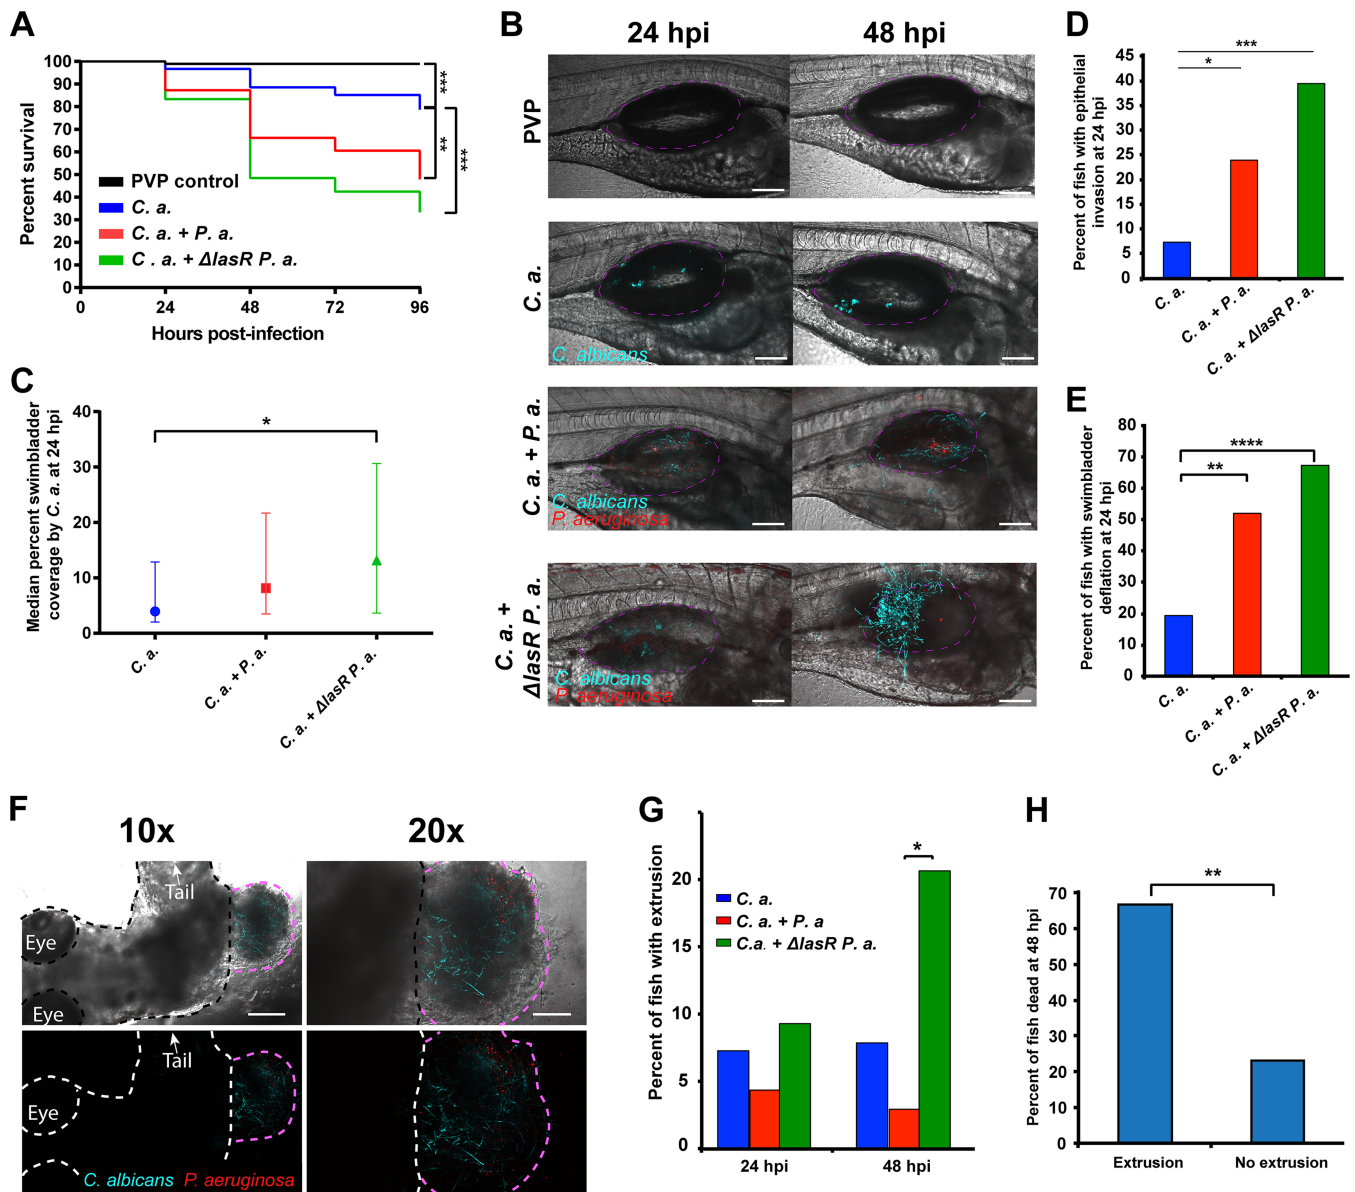 A
Percent survival
100
90
80
70
60
50
40
30
20
10
0
0
24
48
72
96
Hours post-infection
PVP control
C. a.
C. a. + P. a.
C . a. + ΔlasR P. a.
***
**
***
B
24 hpi
48 hpi
PVP
C. a.
C. albicans
C. a. + P. a.
C. albicans
P. aeruginosa
C. a. +
ΔlasR P. a.
C. albicans
P. aeruginosa
C
Median percent swimbladder
coverage by C. a. at 24 hpi
40
30
20
10
0
*
C. a.
C. a. + P. a.
C. a. + ΔlasR P. a.
D
Percent of fish with epithelial
invasion at 24 hpi
45
40
35
30
25
20
15
10
5
0
***
*
C. a.
C. a. + P. a.
C. a. + ΔlasR P. a.
E
Percent of fish with swimbladder
deflation at 24 hpi
80
70
60
50
40
30
20
10
0
****
**
C. a.
C. a. + P. a.
C. a. + ΔlasR P. a.
F
10x
20x
Tail
Eye
Eye
Tail
Eye
C. albicans P. aeruginosa
G
Percent of fish with extrusion
20
15
10
5
0
C. a.
C. a. + P. a
C.a. + ΔlasR P. a.
*
24 hpi
48 hpi
H
Percent of fish dead at 48 hpi
70
60
50
40
30
20
10
0
**
Extrusion
No extrusion